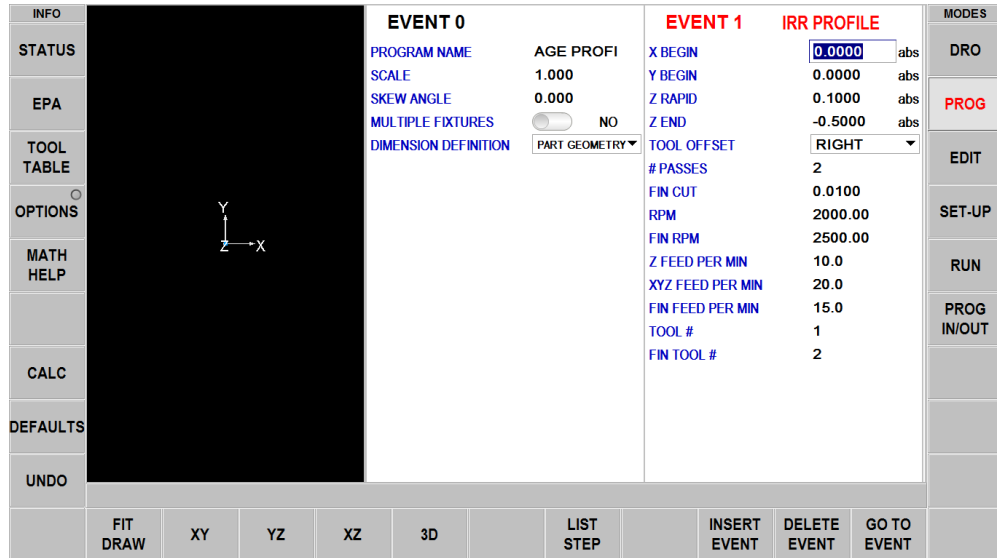 INFO
STATUS
EPA
TOOL
TABLE
OPTIONS
MATH
HELP
CALC
DEFAULTS
UNDO
Y
Z X
EVENT 0
PROGRAM NAME AGE PROFI
SCALE 1.000
SKEW ANGLE 0.000
MULTIPLE FIXTURES NO
DIMENSION DEFINITION PART GEOMETRY
EVENT 1 IRR PROFILE
X BEGIN 0.0000 abs
Y BEGIN 0.0000 abs
Z RAPID 0.1000 abs
Z END -0.5000 abs
TOOL OFFSET RIGHT
# PASSES 2
FIN CUT 0.0100
RPM 2000.00
FIN RPM 2500.00
Z FEED PER MIN 10.0
XYZ FEED PER MIN 20.0
FIN FEED PER MIN 15.0
TOOL # 1
FIN TOOL # 2
MODES
DRO
PROG
EDIT
SET-UP
RUN
PROG
IN/OUT
FIT
DRAW
XY
YZ
XZ
3D
LIST
STEP
INSERT
EVENT
DELETE
EVENT
GO TO
EVENT